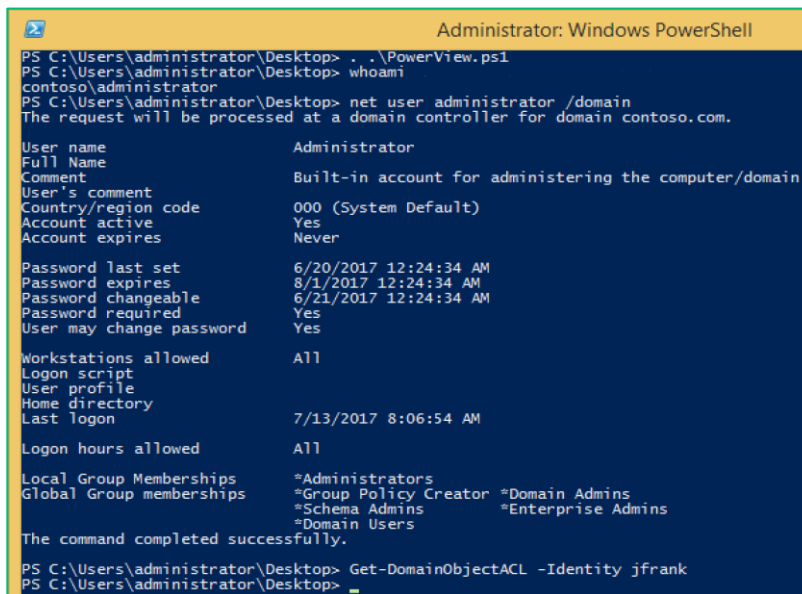 Administrator: Windows PowerShell
PS C:\Users\administrator\Desktop> . .\PowerView.ps1
PS C:\Users\administrator\Desktop> whoami
contoso\administrator
PS C:\Users\administrator\Desktop> net user administrator /domain
The request will be processed at a domain controller for domain contoso.com.
User name Administrator
Full Name
Comment Built-in account for administering the computer/domain
User's comment
Country/region code 000 (System Default)
Account active Yes
Account expires Never
Password last set 6/20/2017 12:24:34 AM
Password expires 8/1/2017 12:24:34 AM
Password changeable 6/21/2017 12:24:34 AM
Password required Yes
User may change password Yes
Workstations allowed All
Logon script
User profile
Home directory
Last logon 7/13/2017 8:06:54 AM
Logon hours allowed All
Local Group Memberships *Administrators
Global Group memberships *Group Policy Creator *Domain Admins
*Schema Admins *Enterprise Admins
*Domain Users
The command completed successfully.
PS C:\Users\administrator\Desktop> Get-DomainObjectACL -Identity jfrank
PS C:\Users\administrator\Desktop> _